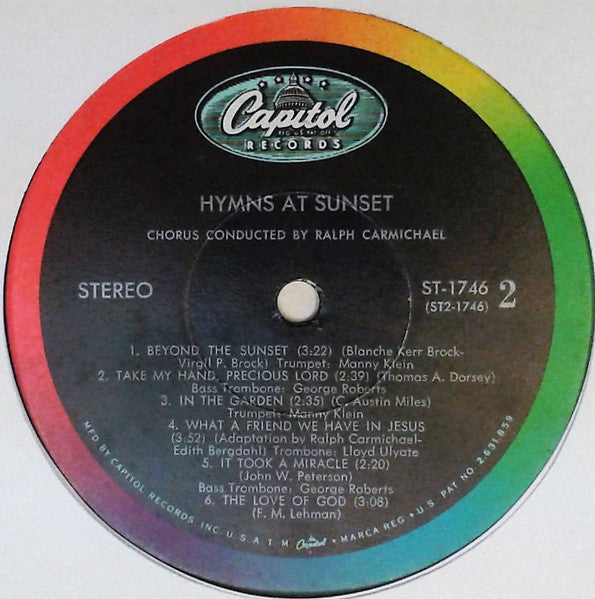 Capitol
REG. U.S. PAT. OFF.
RECORDS
HYMNS AT SUNSET
CHORUS CONDUCTED BY RALPH CARMICHAEL
STEREO
ST-1746 2
(ST2-1746)
1. BEYOND THE SUNSET (3:22) (Blanche Kerr Brock-
Virgil P. Brock) Trumpet: Manny Klein
2. TAKE MY HAND, PRECIOUS LORD (2:39) (Thomas A. Dorsey)
Bass Trombone: George Roberts
3. IN THE GARDEN (2:35) (C. Austin Miles)
Trumpet: Manny Klein
4. WHAT A FRIEND WE HAVE IN JESUS
(3:52) (Adaptation by Ralph Carmichael-
Edith Bergdahl) Trombone: Lloyd Ulyate
5. IT TOOK A MIRACLE (2:20)
(John W. Peterson)
Bass Trombone: George Roberts
6. THE LOVE OF GOD (3:08)
(F. M. Lehman)
MFD BY CAPITOL RECORDS INC U S A T M Capitol • MARCA REG • U S PAT NO 2,631,859